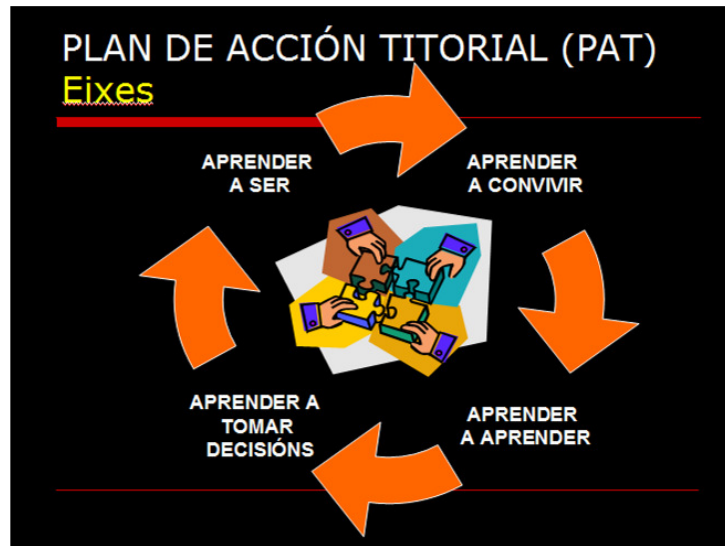 PLAN DE ACCIÓN TITORIAL (PAT)
Eixes
APRENDER
A SER
APRENDER
A CONVIVIR
APRENDER A
TOMAR
DECISIÓNS
APRENDER
A APRENDER